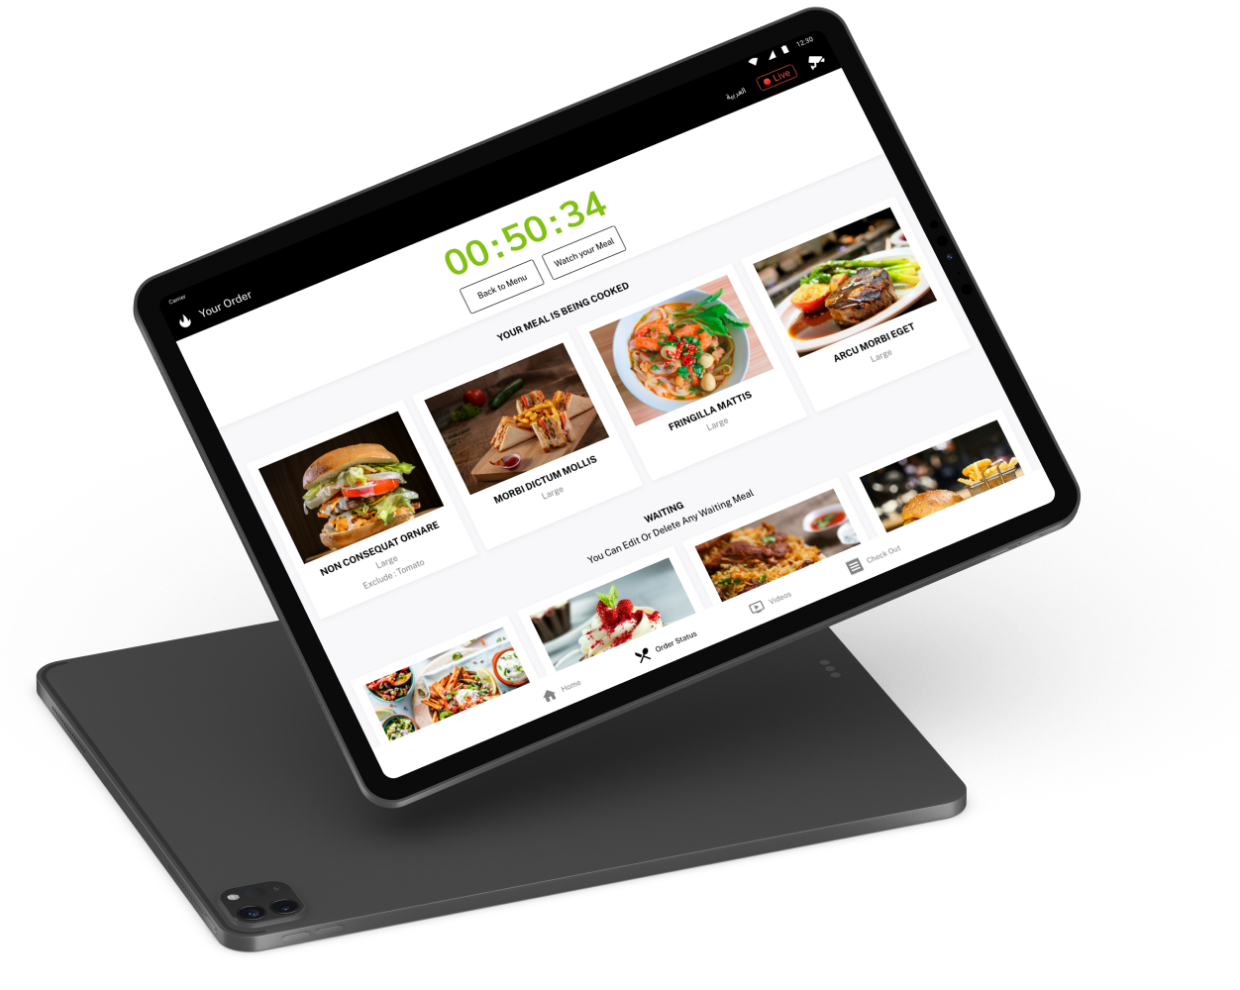 12:30
العربية
Live
Carrier
Your Order
00:50:34
Back to Menu
Watch your Meal
YOUR MEAL IS BEING COOKED
NON CONSEQUAT ORNARE
Large
Exclude : Tomato
MORBI DICTUM MOLLIS
Large
FRINGILLA MATTIS
Large
ARCU MORBI EGET
Large
WAITING
You Can Edit Or Delete Any Waiting Meal
Home
Order Status
Videos
Check Out